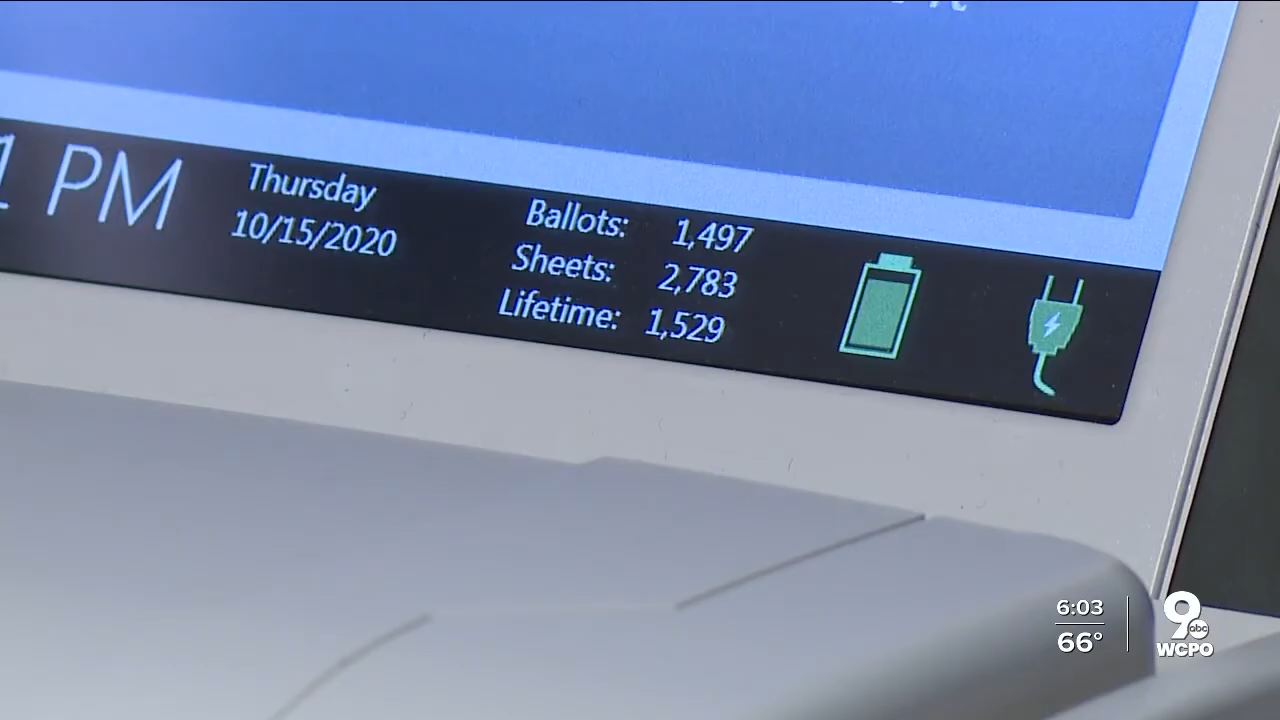 1 PM
Thursday
10/15/2020
Ballots: 1,497
Sheets: 2,783
Lifetime: 1,529
6:03
66°
9
abc
WCPO